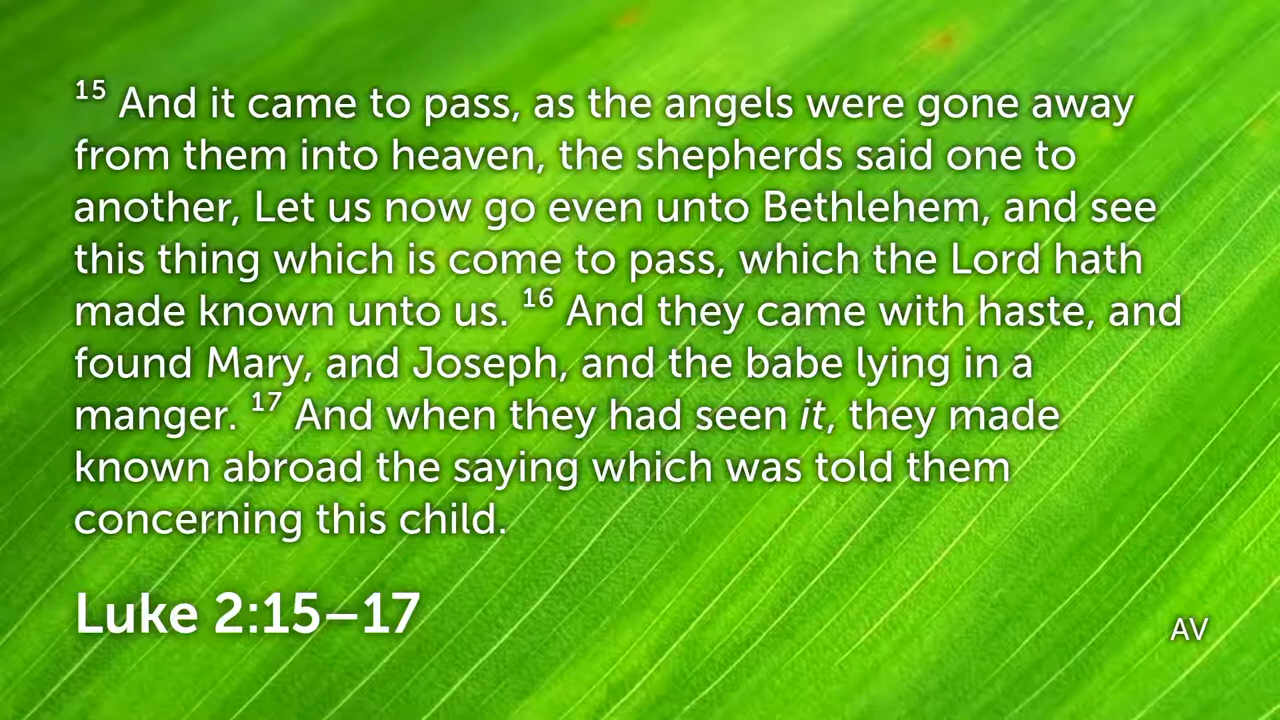 15 And it came to pass, as the angels were gone away
from them into heaven, the shepherds said one to
another, Let us now go even unto Bethlehem, and see
this thing which is come to pass, which the Lord hath
made known unto us. 16 And they came with haste, and
found Mary, and Joseph, and the babe lying in a
manger. 17 And when they had seen it, they made
known abroad the saying which was told them
concerning this child.
Luke 2:15–17
AV